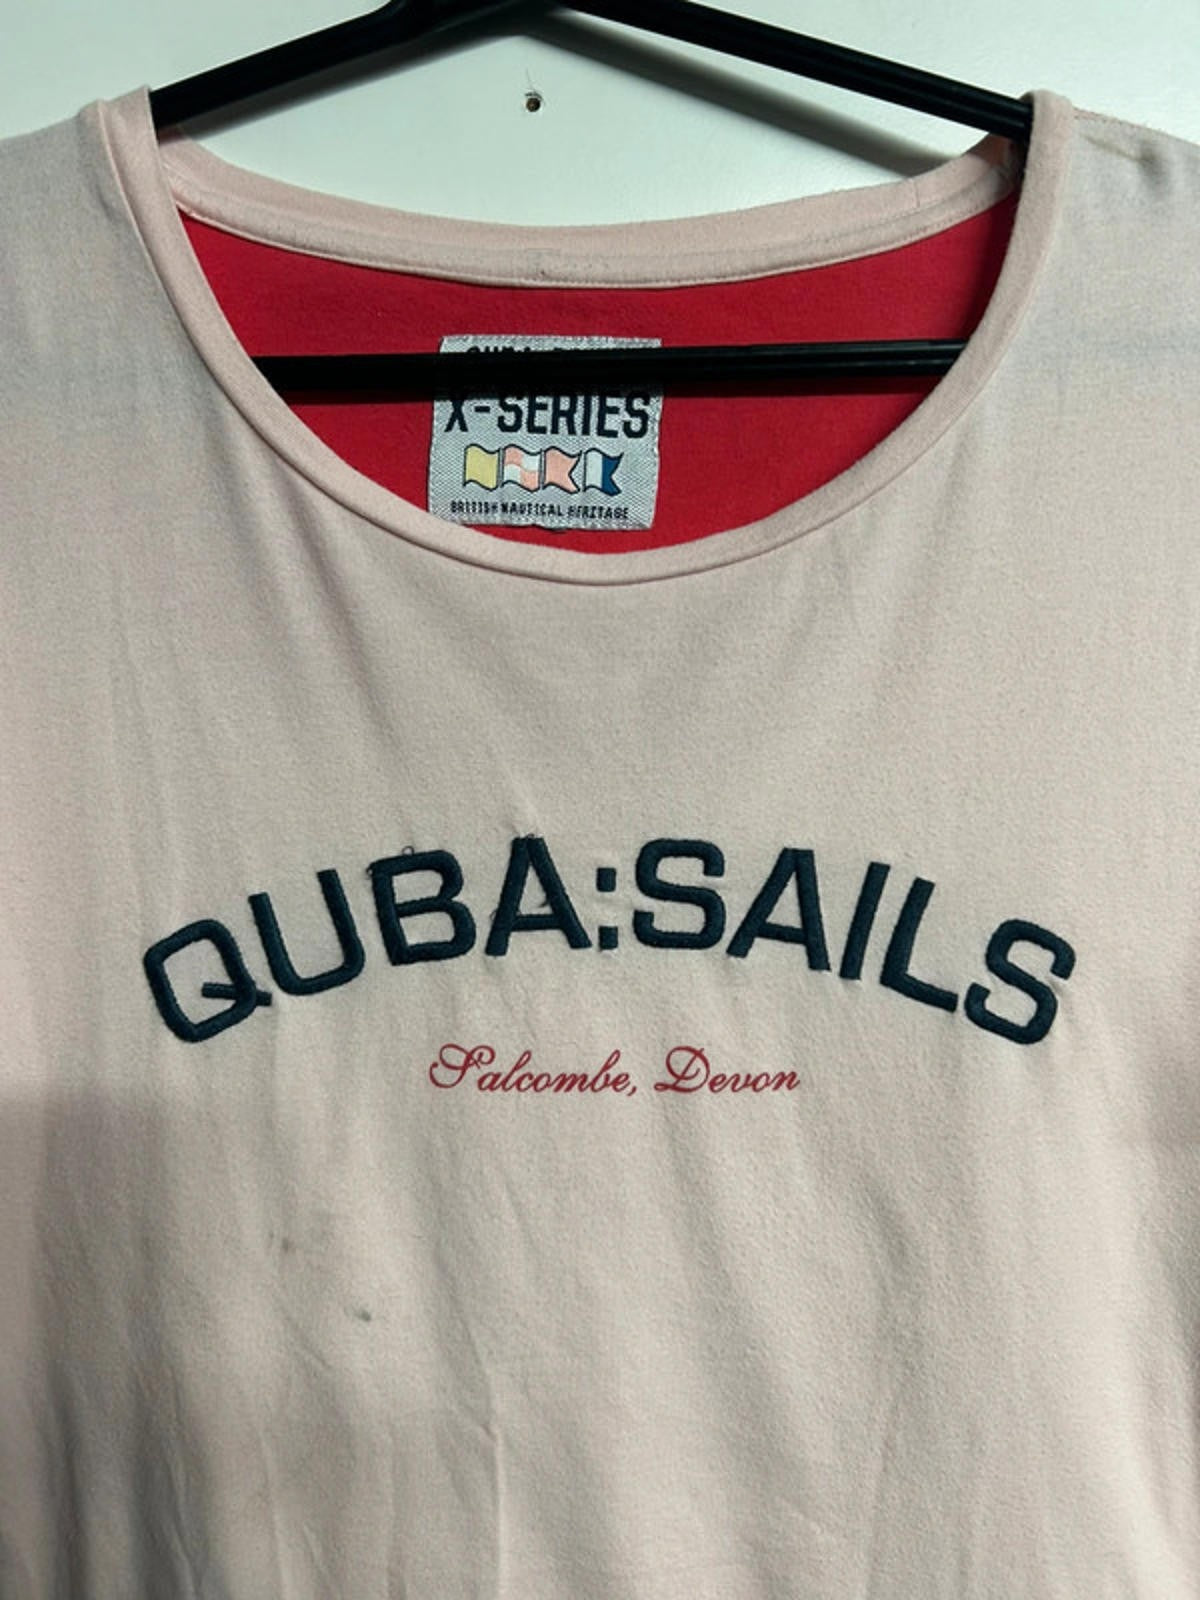 X-SERIES
BRITISH NAUTICAL HERITAGE
QUBA:SAILS
Salcombe, Devon